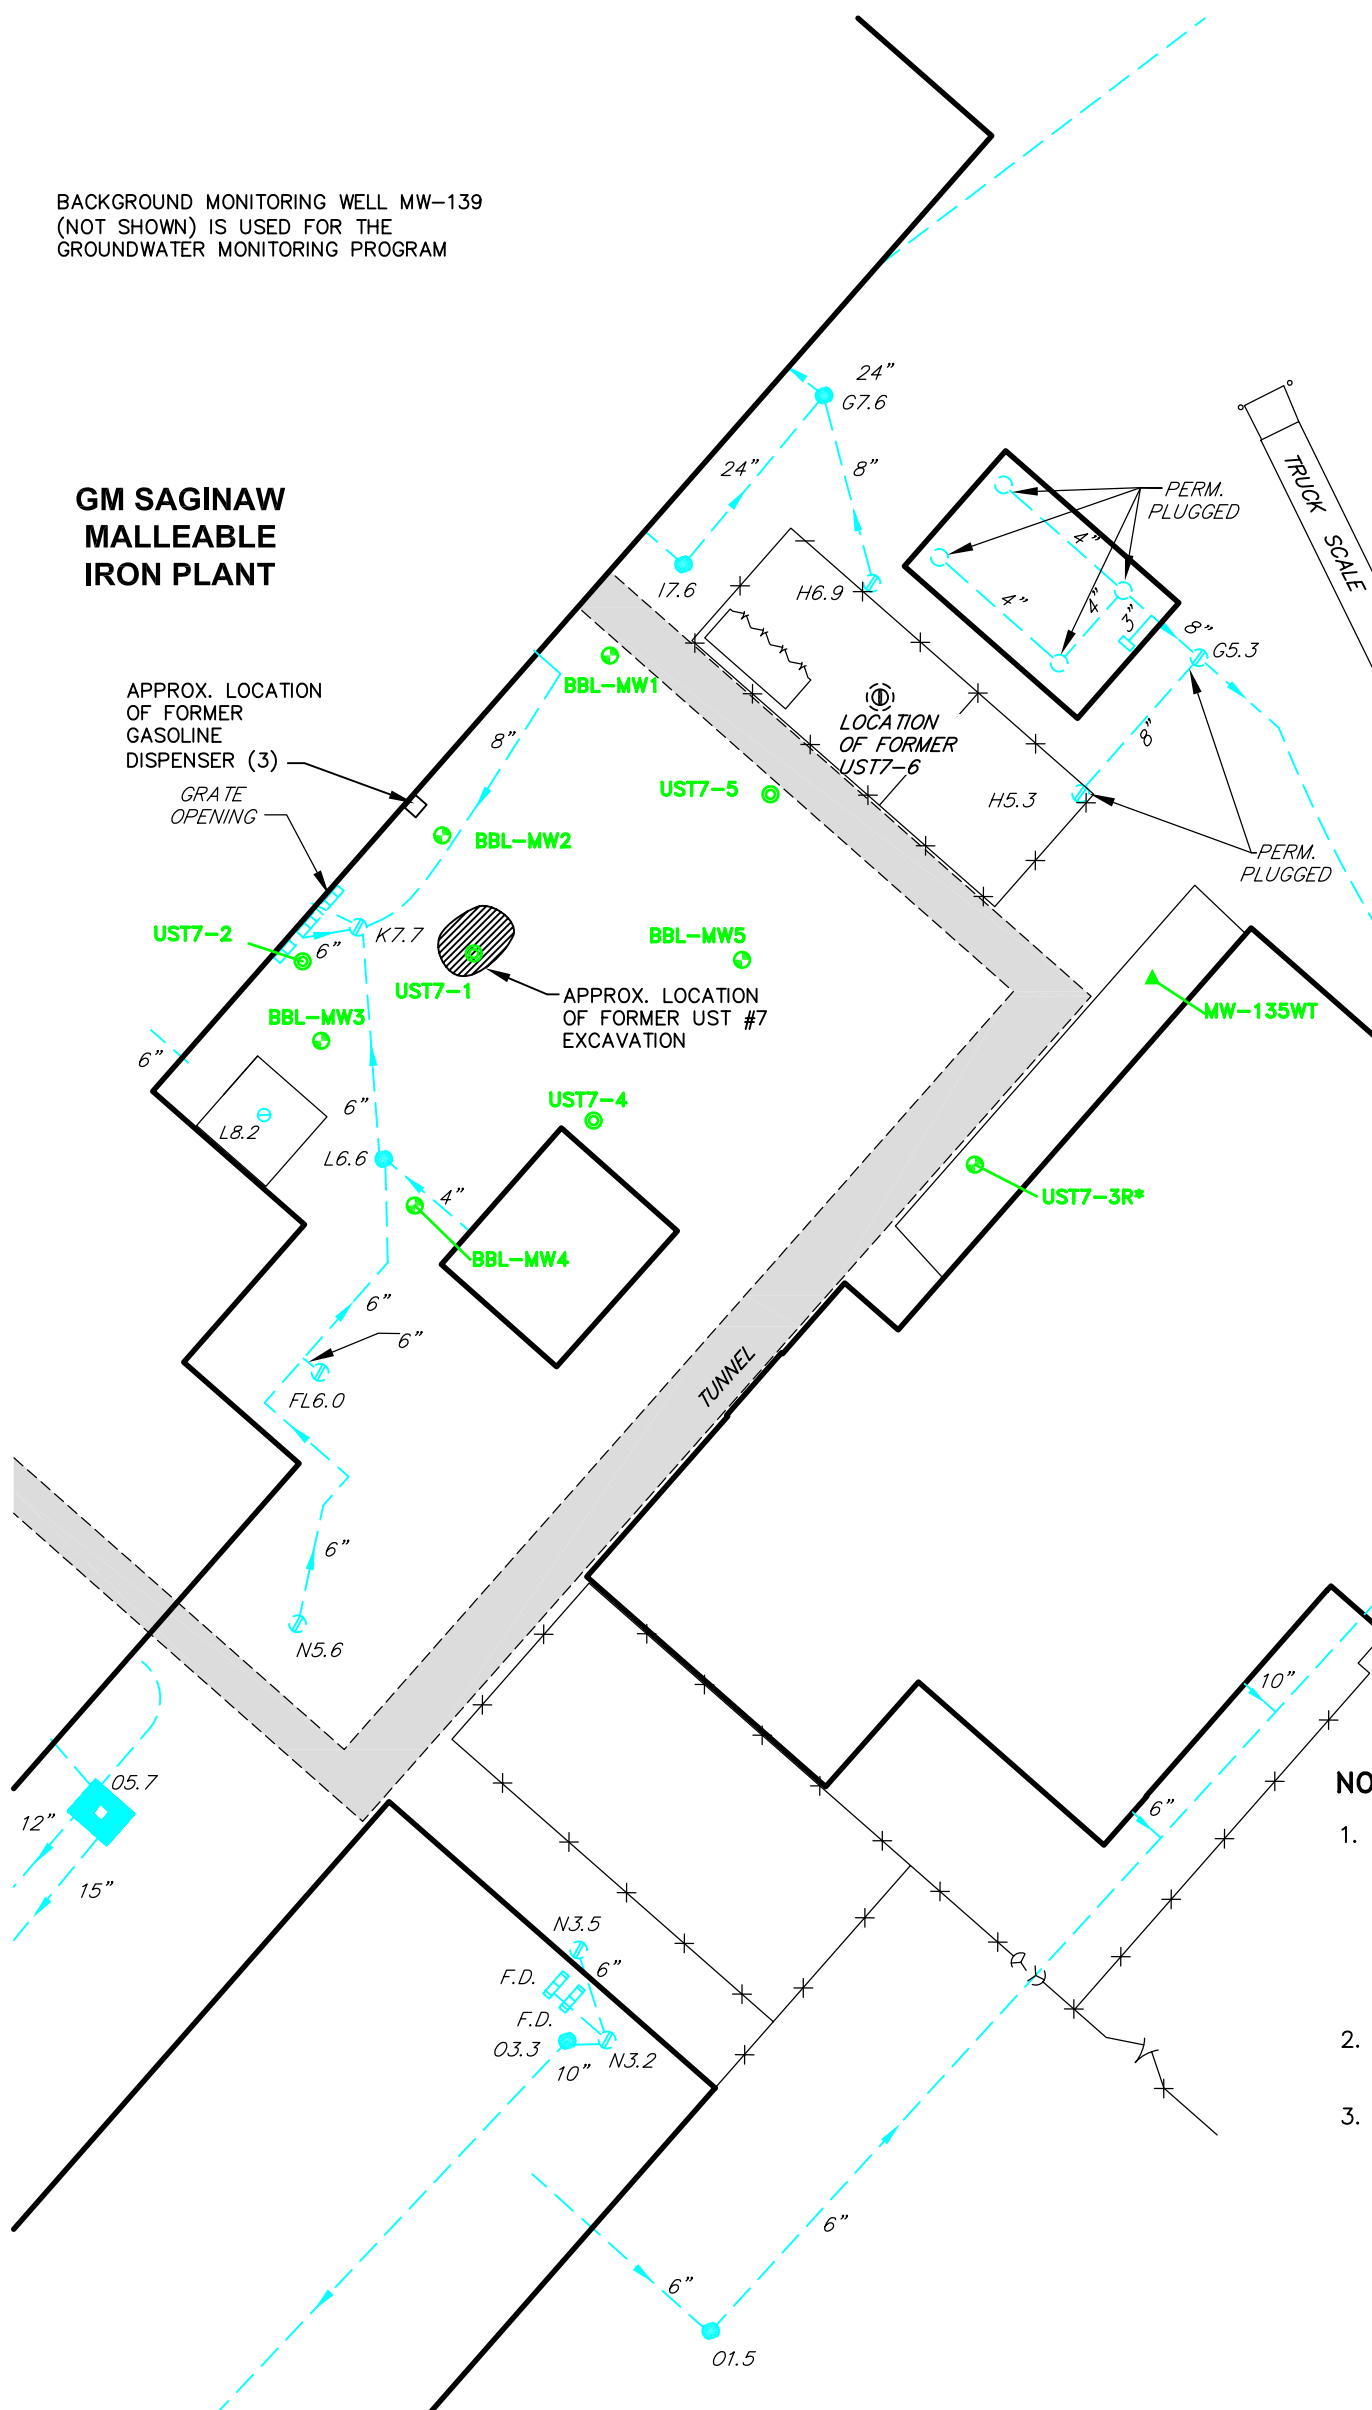 BACKGROUND MONITORING WELL MW-139
(NOT SHOWN) IS USED FOR THE
GROUNDWATER MONITORING PROGRAM
24"
G7.6
GM SAGINAW
MALLEABLE
IRON PLANT
24"
8"
PERM.
PLUGGED
TRUCK SCALE
4"
I7.6
H6.9
4"
4"
3"
8"
G5.3
APPROX. LOCATION
OF FORMER
GASOLINE
DISPENSER (3)
BBL-MW1
LOCATION
OF FORMER
UST7-6
8"
8"
GRATE
OPENING
UST7-5
H5.3
BBL-MW2
PERM.
PLUGGED
UST7-2
6"
K7.7
BBL-MW5
UST7-1
APPROX. LOCATION
OF FORMER UST #7
EXCAVATION
MW-135WT
BBL-MW3
6"
6"
UST7-4
L8.2
L6.6
4"
UST7-3R*
BBL-MW4
6"
6"
TUNNEL
FL6.0
6"
N5.6
10"
O5.7
NO
12"
6"
1.
15"
N3.5
6"
F.D.
F.D.
O3.3
N3.2
10"
2.
3.
6"
6"
O1.5